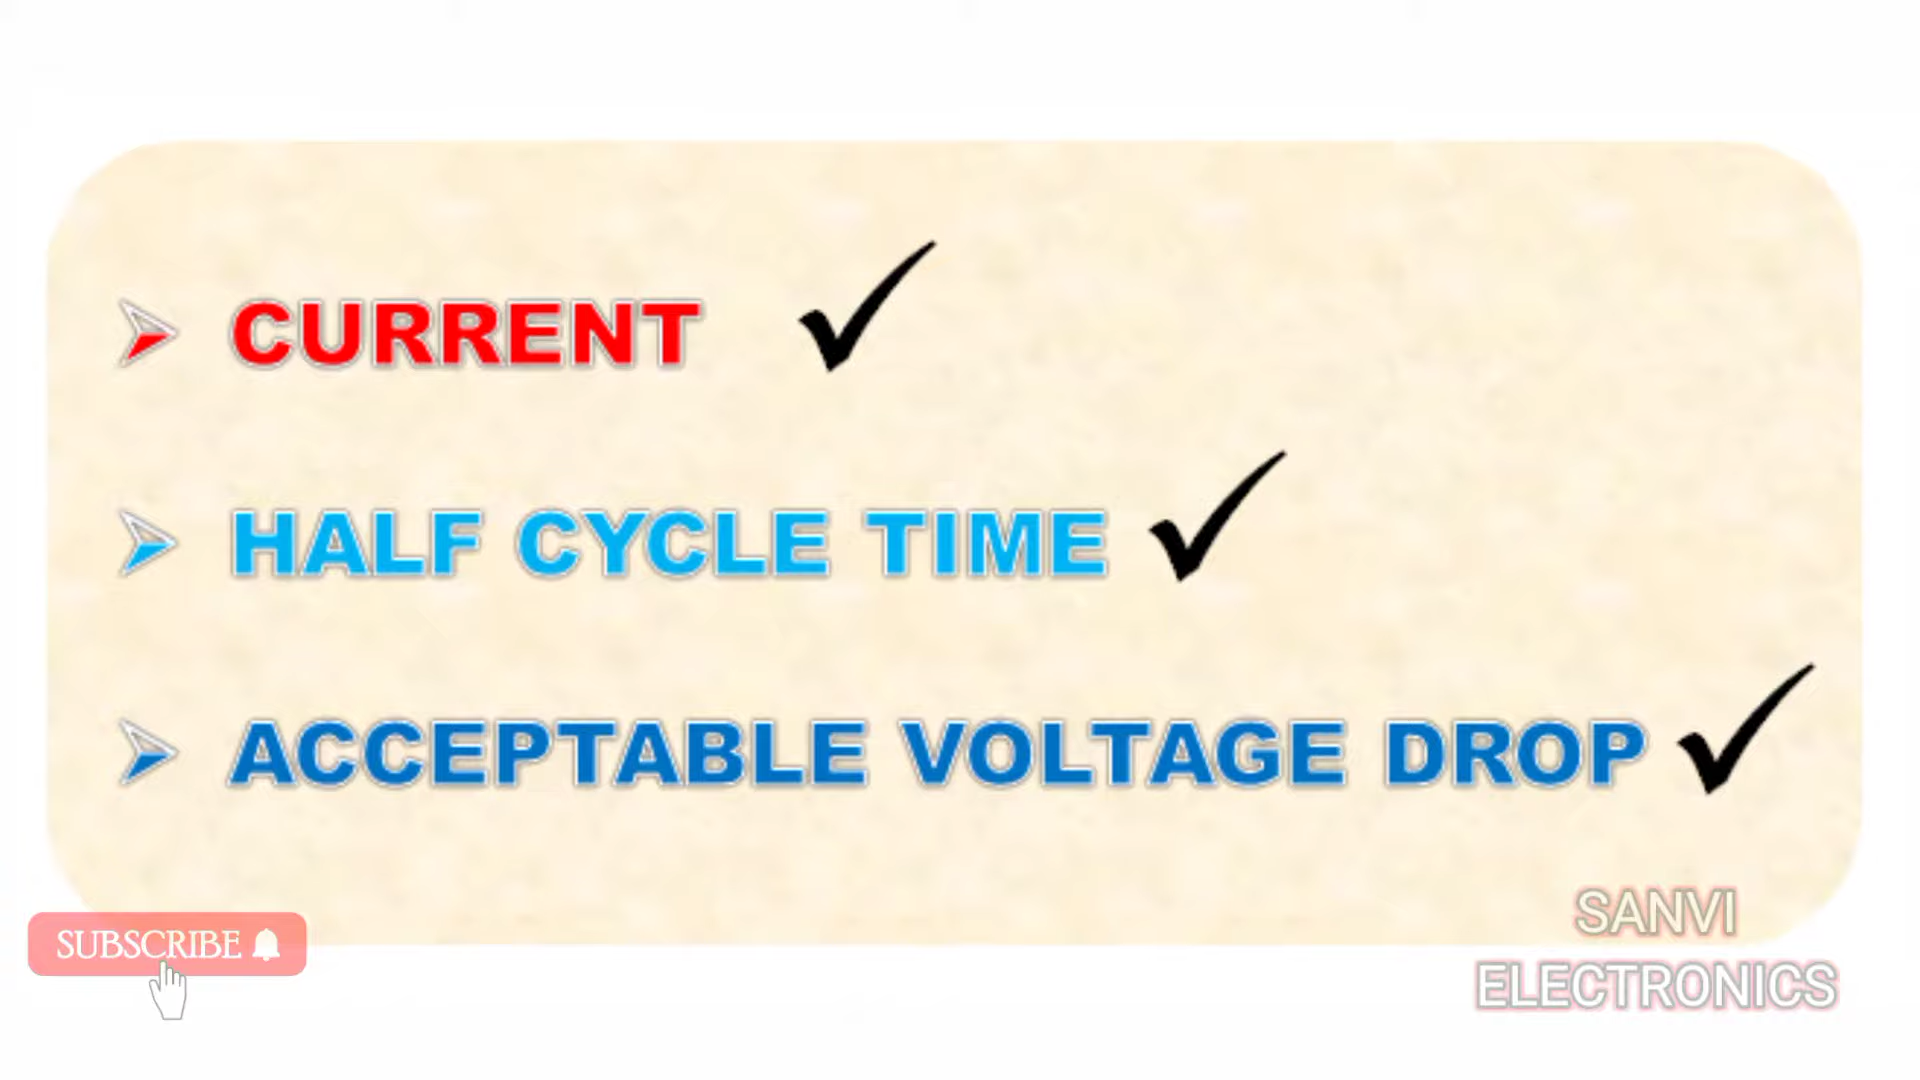 CURRENT
HALF CYCLE TIME
ACCEPTABLE VOLTAGE DROP
SUBSCRIBE
SANVI
ELECTRONICS